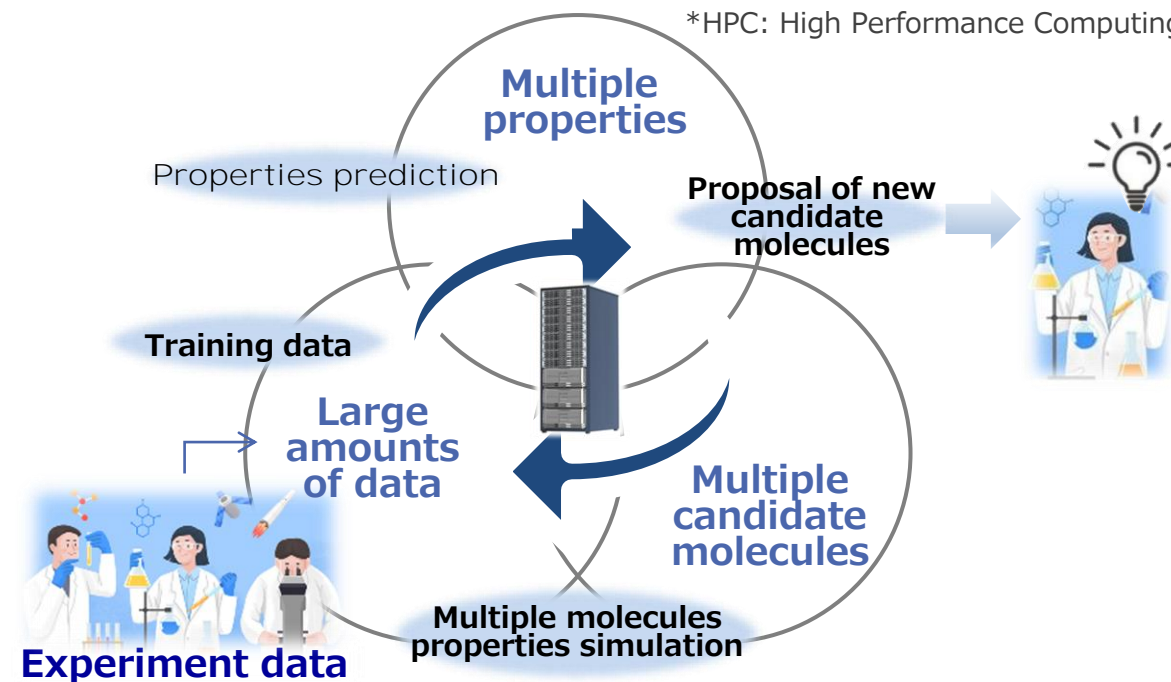 *HPC: High Performance Computing
Multiple
properties
Properties prediction
Proposal of new
candidate
molecules
Training data
Large
amounts
of data
Multiple
candidate
molecules
Multiple molecules
properties simulation
Experiment data